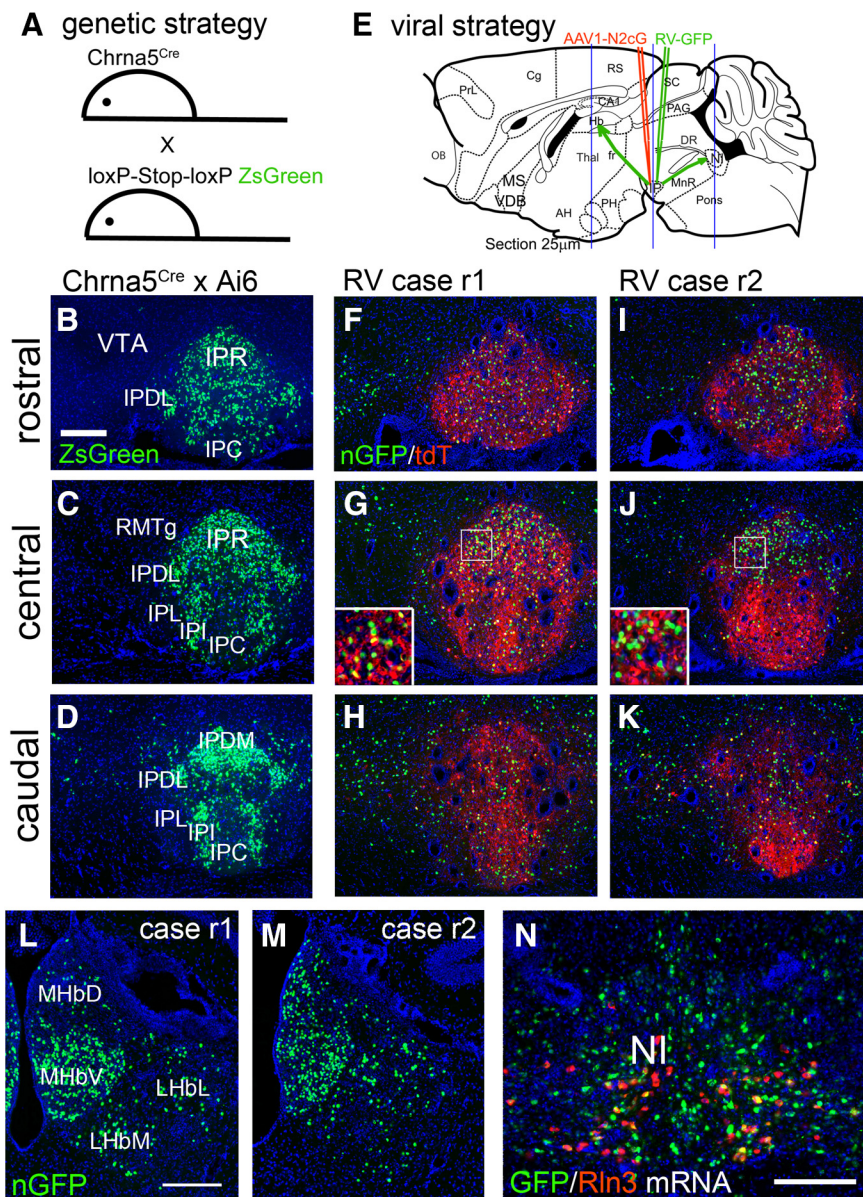 A genetic strategy
Chrna5Cre
X
loxP-Stop-loxP ZsGreen
E viral strategy
AAV1-N2cG RV-GFP
PrL
Cg
RS
SC
CA1
PAG
Hb
OB
Thal
fr
DR
NI
MS
VDB
IP
MnR
AH
PH
Pons
Section 25µm
Chrna5Cre x Ai6
RV case r1
RV case r2
rostral
B
VTA
IPR
IPDL
IPC
ZsGreen
F
nGFP/tdT
I
central
C
RMTg
IPR
IPDL
IPL
IPI
IPC
G
J
caudal
D
IPDM
IPDL
IPL
IPI
IPC
H
K
L case r1
MHbD
MHbV
LHbL
LHbM
nGFP
M case r2
N
NI
GFP/Rln3 mRNA